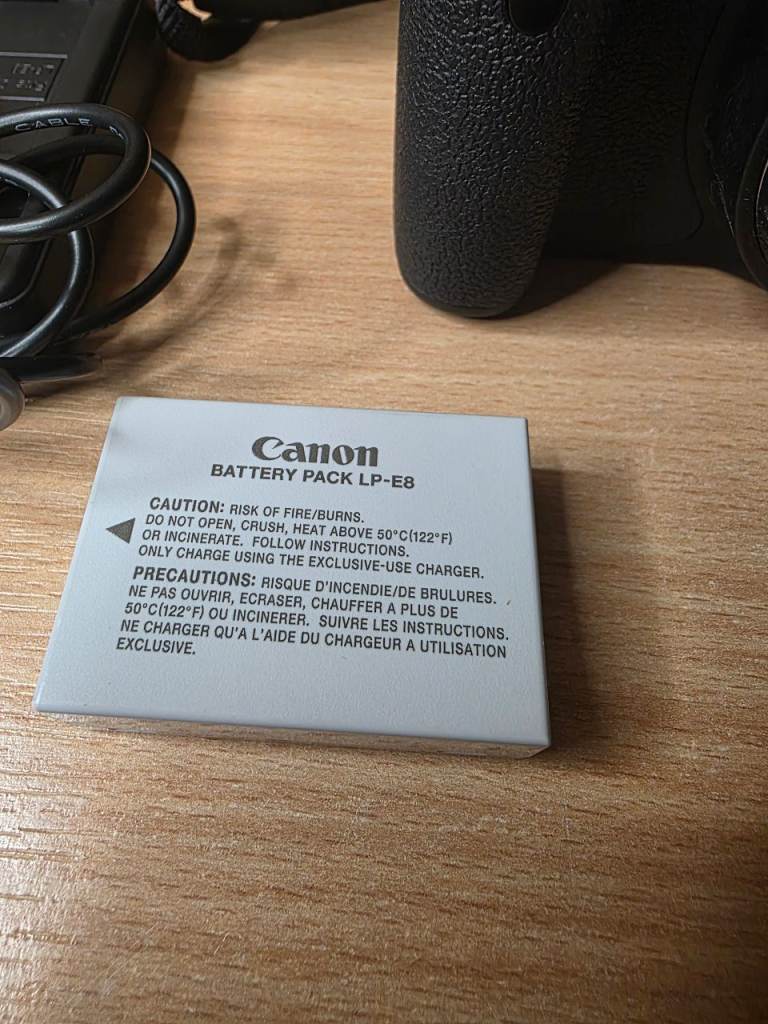 CABLE
Canon
BATTERY PACK LP-E8
CAUTION: RISK OF FIRE/BURNS.
DO NOT OPEN, CRUSH, HEAT ABOVE 50°C(122°F)
OR INCINERATE. FOLLOW INSTRUCTIONS.
ONLY CHARGE USING THE EXCLUSIVE-USE CHARGER.
PRECAUTIONS: RISQUE D'INCENDIE/DE BRULURES.
NE PAS OUVRIR, ECRASER, CHAUFFER A PLUS DE
50°C(122°F) OU INCINERER. SUIVRE LES INSTRUCTIONS.
NE CHARGER QU'A L'AIDE DU CHARGEUR A UTILISATION
EXCLUSIVE.